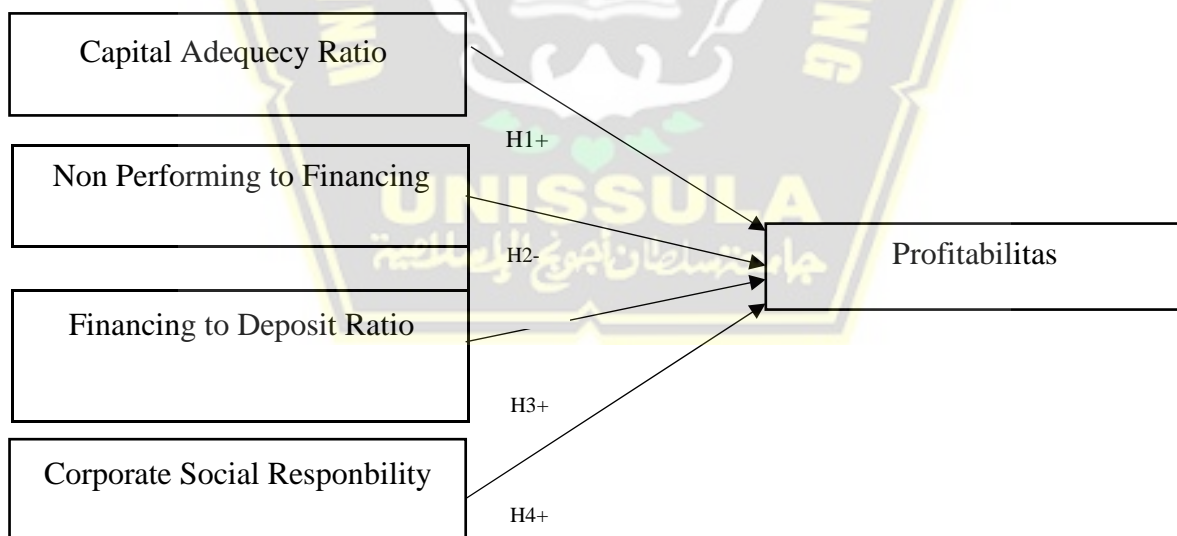 Capital Adequecy Ratio
H1+
Non Performing to Financing
H2-
Profitabilitas
Financing to Deposit Ratio
H3+
Corporate Social Responbility
H4+
UNISSULA